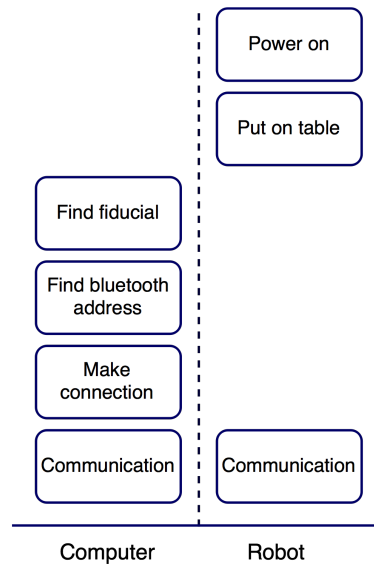 Power on
Put on table
Find fiducial
Find bluetooth
address
Make
connection
Communication
Communication
Computer
Robot